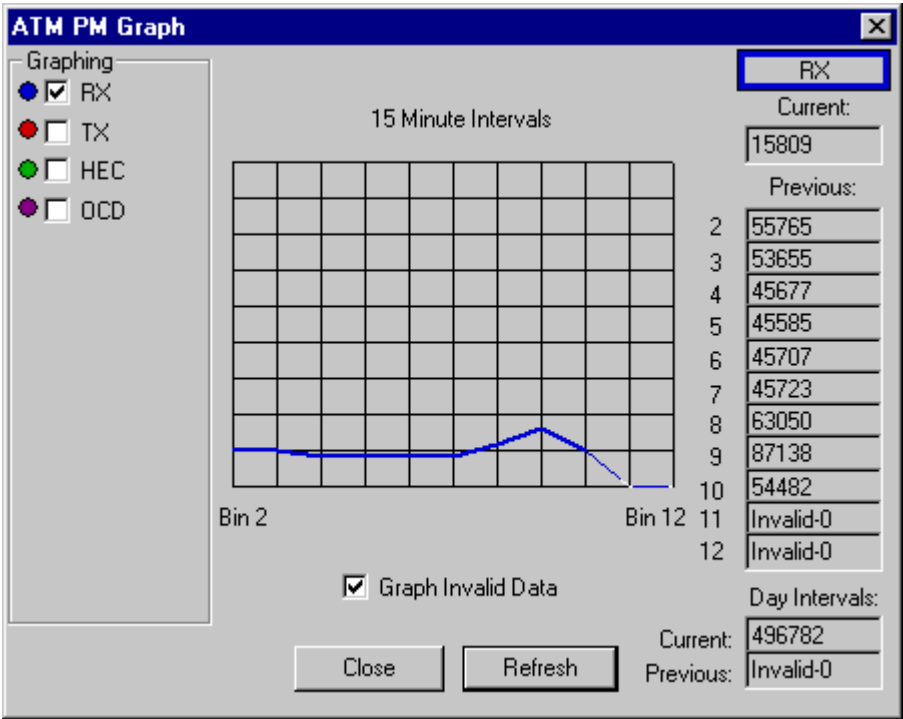 ATM PM Graph
Graphing
RX
TX
HEC
OCD
15 Minute Intervals
Bin 2
Bin 12
Graph Invalid Data
Close
Refresh
RX
Current:
15809
Previous:
2 55765
3 53655
4 45677
5 45585
6 45707
7 45723
8 63050
9 87138
10 54482
11 Invalid-0
12 Invalid-0
Day Intervals:
Current: 496782
Previous: Invalid-0